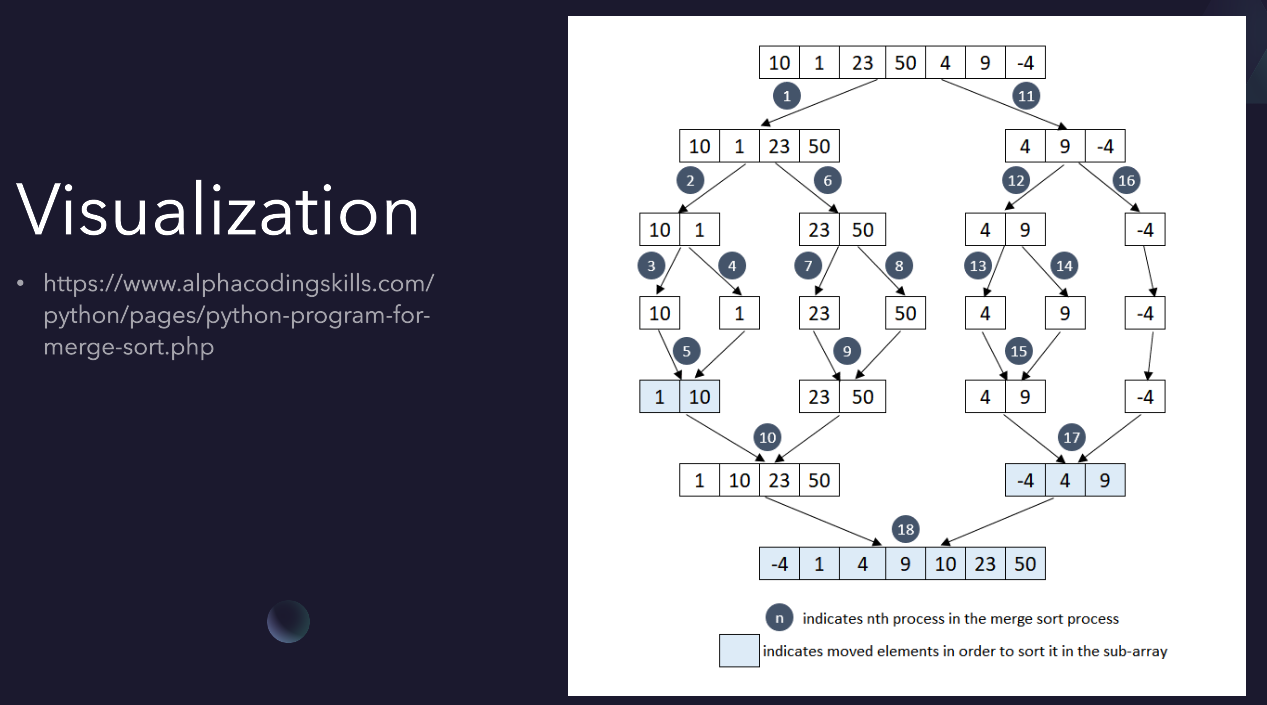 Visualization
• https://www.alphacodingskills.com/
python/pages/python-program-for-
merge-sort.php
10 1 23 50 4 9 -4
1 11
10 1 23 50 4 9 -4
2 6 12 16
10 1 23 50 4 9 -4
3 4 7 8 13 14
10 1 23 50 4 9 -4
5 9 15
1 10 23 50 4 9 -4
10 17
1 10 23 50 -4 4 9
18
-4 1 4 9 10 23 50
n indicates nth process in the merge sort process
indicates moved elements in order to sort it in the sub-array